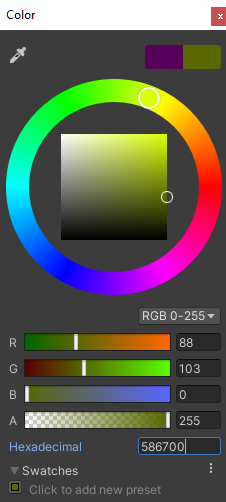 Color
x
RGB 0-255
R 88
G 103
B 0
A 255
Hexadecimal 586700
Swatches
Click to add new preset